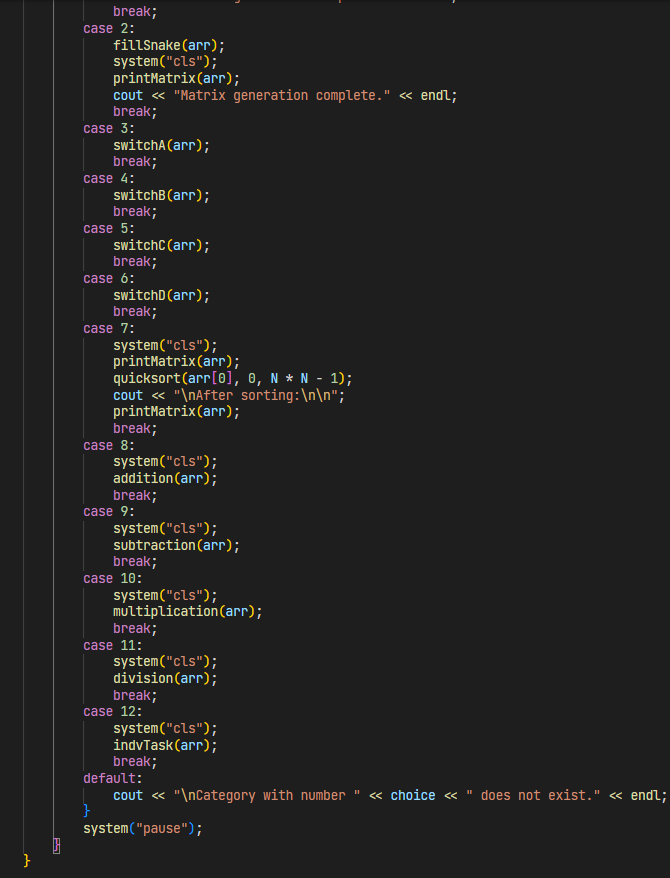 break;
case 2:
fillSnake(arr);
system("cls");
printMatrix(arr);
cout << "Matrix generation complete." << endl;
break;
case 3:
switchA(arr);
break;
case 4:
switchB(arr);
break;
case 5:
switchC(arr);
break;
case 6:
switchD(arr);
break;
case 7:
system("cls");
printMatrix(arr);
quicksort(arr[0], 0, N * N - 1);
cout << "\nAfter sorting:\n\n";
printMatrix(arr);
break;
case 8:
system("cls");
addition(arr);
break;
case 9:
system("cls");
subtraction(arr);
break;
case 10:
system("cls");
multiplication(arr);
break;
case 11:
system("cls");
division(arr);
break;
case 12:
system("cls");
indvTask(arr);
break;
default:
cout << "\nCategory with number " << choice << " does not exist." << endl;
}
system("pause");
}
}